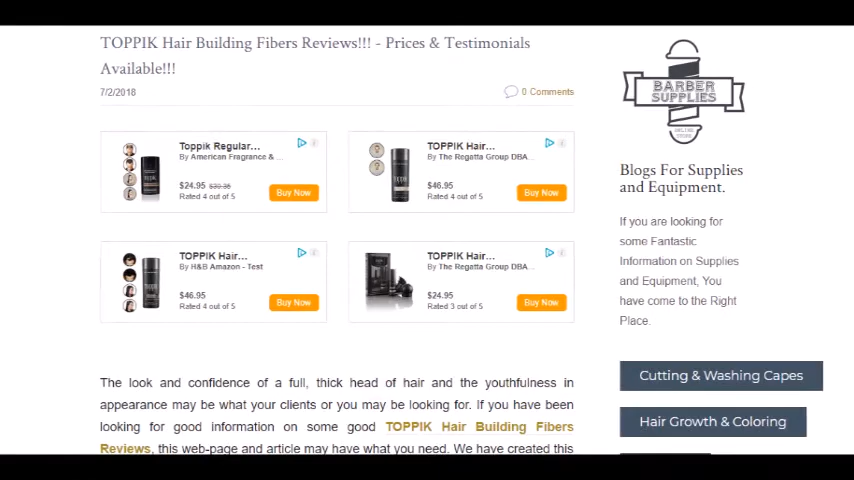 TOPPIK Hair Building Fibers Reviews!!! - Prices & Testimonials
Available!!!
7/2/2018
0 Comments
Toppik Regular...
By American Fragrance & ...
$24.95 $30.35
Rated 4 out of 5
Buy Now
TOPPIK Hair...
By The Regatta Group DBA...
$46.95
Rated 4 out of 5
Buy Now
TOPPIK Hair...
By H&B Amazon - Test
$46.95
Rated 4 out of 5
Buy Now
TOPPIK Hair...
By The Regatta Group DBA...
$24.95
Rated 3 out of 5
Buy Now
The look and confidence of a full, thick head of hair and the youthfulness in
appearance may be what your clients or you may be looking for. If you have been
looking for good information on some good TOPPIK Hair Building Fibers
Reviews, this web-page and article may have what you need. We have created this
BARBER
SUPPLIES
ONLINE
STORE
Blogs For Supplies
and Equipment.
If you are looking for
some Fantastic
Information on Supplies
and Equipment, You
have come to the Right
Place.
Cutting & Washing Capes
Hair Growth & Coloring